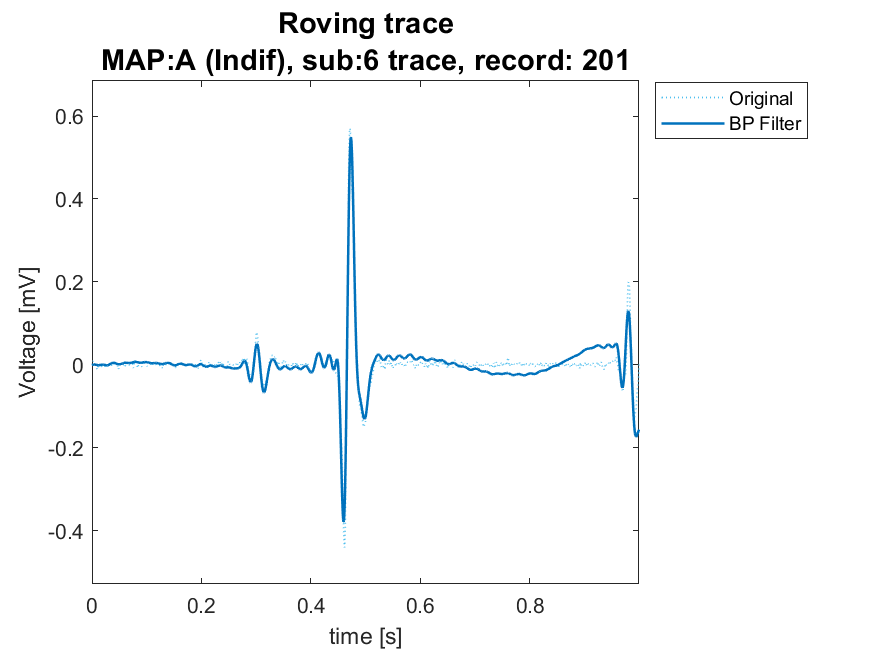 Roving trace
MAP:A (Indif), sub:6 trace, record: 201
Original
BP Filter
0.6
0.4
0.2
0
-0.2
-0.4
Voltage [mV]
0
0.2
0.4
0.6
0.8
time [s]